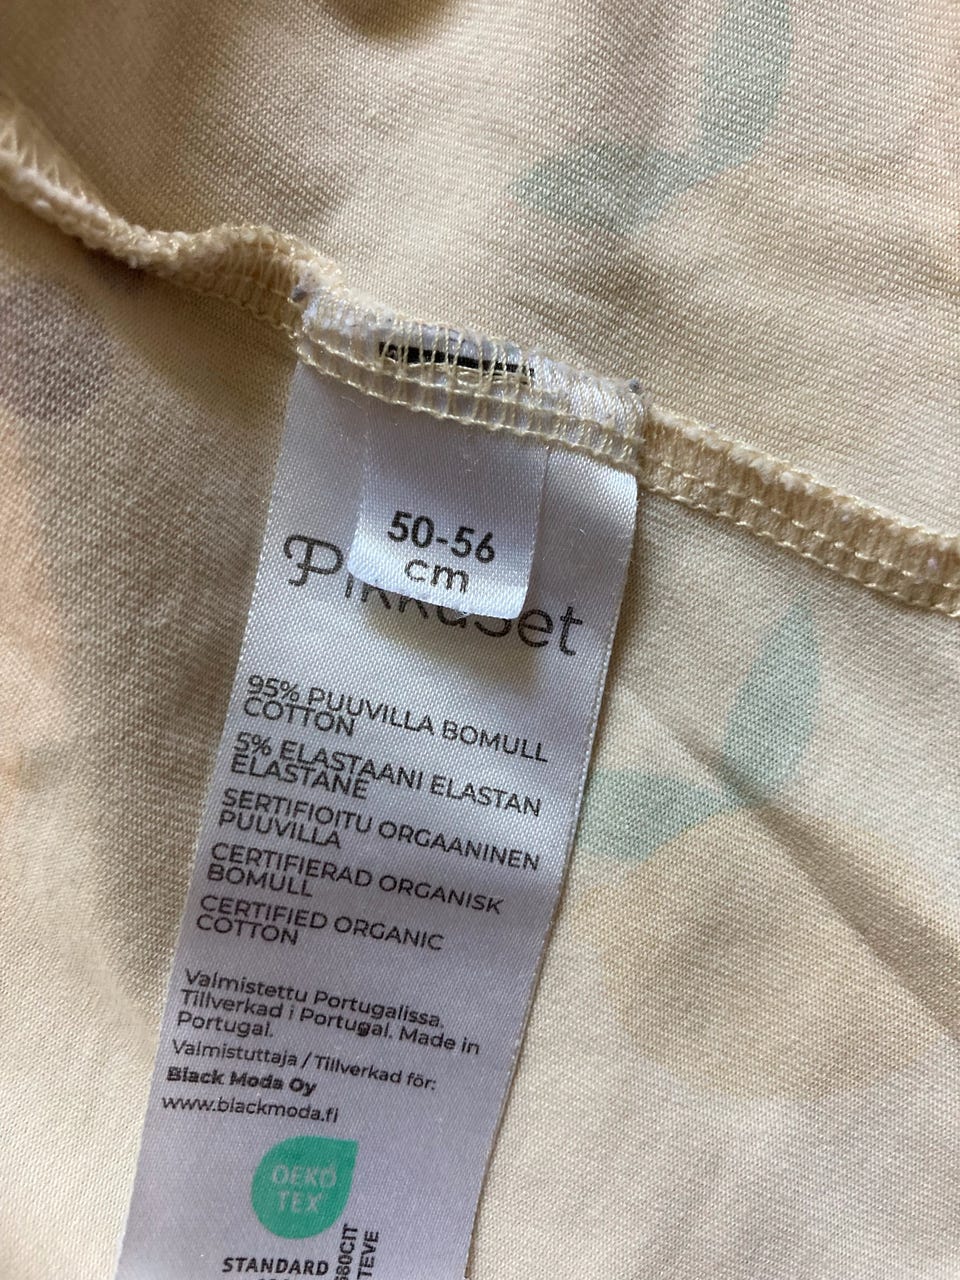 50-56
cm
95% PUUVILLA BOMULL
COTTON
5% ELASTAANI ELASTAN
ELASTANE
SERTIFIOITU ORGAANINEN
PUUVILLA
CERTIFIERAD ORGANISK
BOMULL
CERTIFIED ORGANIC
COTTON
Valmistettu Portugalissa.
Tillverkad i Portugal. Made in
Portugal.
Valmistuttaja / Tillverkad för:
Black Moda Oy
www.blackmoda.fi
OEKO
TEX
STANDARD